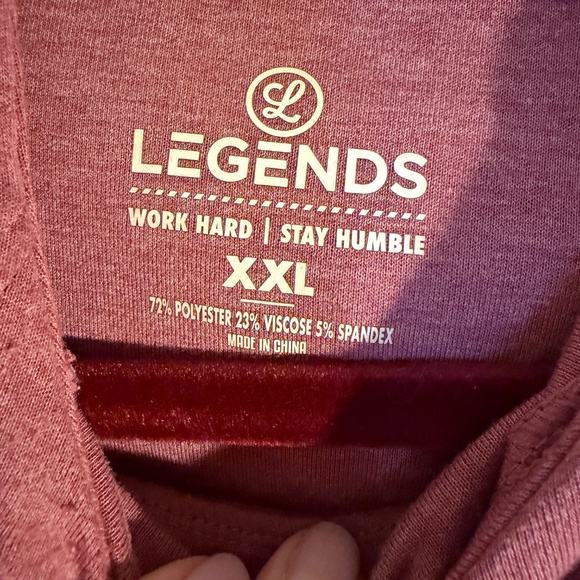 L
LEGENDS
WORK HARD | STAY HUMBLE
XXL
72% POLYESTER 23% VISCOSE 5% SPANDEX
MADE IN CHINA